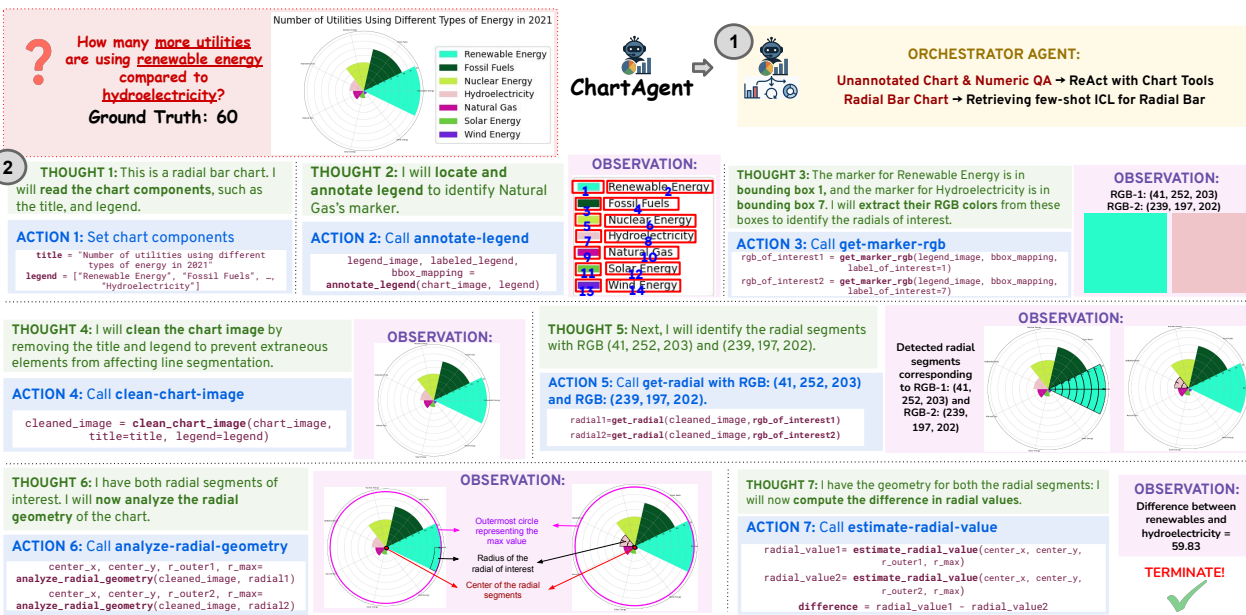 How many more utilities
are using renewable energy
compared to
hydroelectricity?
Ground Truth: 60
Number of Utilities Using Different Types of Energy in 2021
Renewable Energy
Fossil Fuels
Nuclear Energy
Hydroelectricity
Natural Gas
Solar Energy
Wind Energy
ChartAgent
1
ORCHESTRATOR AGENT:
Unannotated Chart & Numeric QA → ReAct with Chart Tools
Radial Bar Chart → Retrieving few-shot ICL for Radial Bar
2
THOUGHT 1: This is a radial bar chart. I
will read the chart components, such as
the title, and legend.
ACTION 1: Set chart components
title = "Number of utilities using different
types of energy in 2021"
legend = ["Renewable Energy", "Fossil Fuels", …,
"Hydroelectricity"]
THOUGHT 2: I will locate and
annotate legend to identify Natural
Gas's marker.
ACTION 2: Call annotate-legend
legend_image, labeled_legend,
bbox_mapping =
annotate_legend(chart_image, legend)
OBSERVATION:
1 Renewable Energy 2
3 Fossil Fuels 4
5 Nuclear Energy 6
7 Hydroelectricity 8
9 Natural Gas 10
11 Solar Energy 12
13 Wind Energy 14
THOUGHT 3: The marker for Renewable Energy is in
bounding box 1, and the marker for Hydroelectricity is in
bounding box 7. I will extract their RGB colors from these
boxes to identify the radials of interest.
ACTION 3: Call get-marker-rgb
rgb_of_interest1 = get_marker_rgb(legend_image, bbox_mapping,
label_of_interest=1)
rgb_of_interest2 = get_marker_rgb(legend_image, bbox_mapping,
label_of_interest=7)
OBSERVATION:
RGB-1: (41, 252, 203)
RGB-2: (239, 197, 202)
THOUGHT 4: I will clean the chart image by
removing the title and legend to prevent extraneous
elements from affecting line segmentation.
ACTION 4: Call clean-chart-image
cleaned_image = clean_chart_image(chart_image,
title=title, legend=legend)
OBSERVATION:
THOUGHT 5: Next, I will identify the radial segments
with RGB (41, 252, 203) and (239, 197, 202).
ACTION 5: Call get-radial with RGB: (41, 252, 203)
and RGB: (239, 197, 202).
radial1=get_radial(cleaned_image,rgb_of_interest1)
radial2=get_radial(cleaned_image,rgb_of_interest2)
OBSERVATION:
Detected radial
segments
corresponding
to RGB-1: (41,
252, 203) and
RGB-2: (239,
197, 202)
THOUGHT 6: I have both radial segments of
interest. I will now analyze the radial
geometry of the chart.
ACTION 6: Call analyze-radial-geometry
center_x, center_y, r_outer1, r_max=
analyze_radial_geometry(cleaned_image, radial1)
center_x, center_y, r_outer2, r_max=
analyze_radial_geometry(cleaned_image, radial2)
OBSERVATION:
Outermost circle
representing the
max value
Radius of the
radial of interest
Center of the radial
segments
THOUGHT 7: I have the geometry for both the radial segments: I
will now compute the difference in radial values.
ACTION 7: Call estimate-radial-value
radial_value1= estimate_radial_value(center_x, center_y,
r_outer1, r_max)
radial_value2= estimate_radial_value(center_x, center_y,
r_outer2, r_max)
difference = radial_value1 - radial_value2
OBSERVATION:
Difference between
renewables and
hydroelectricity =
59.83
TERMINATE!